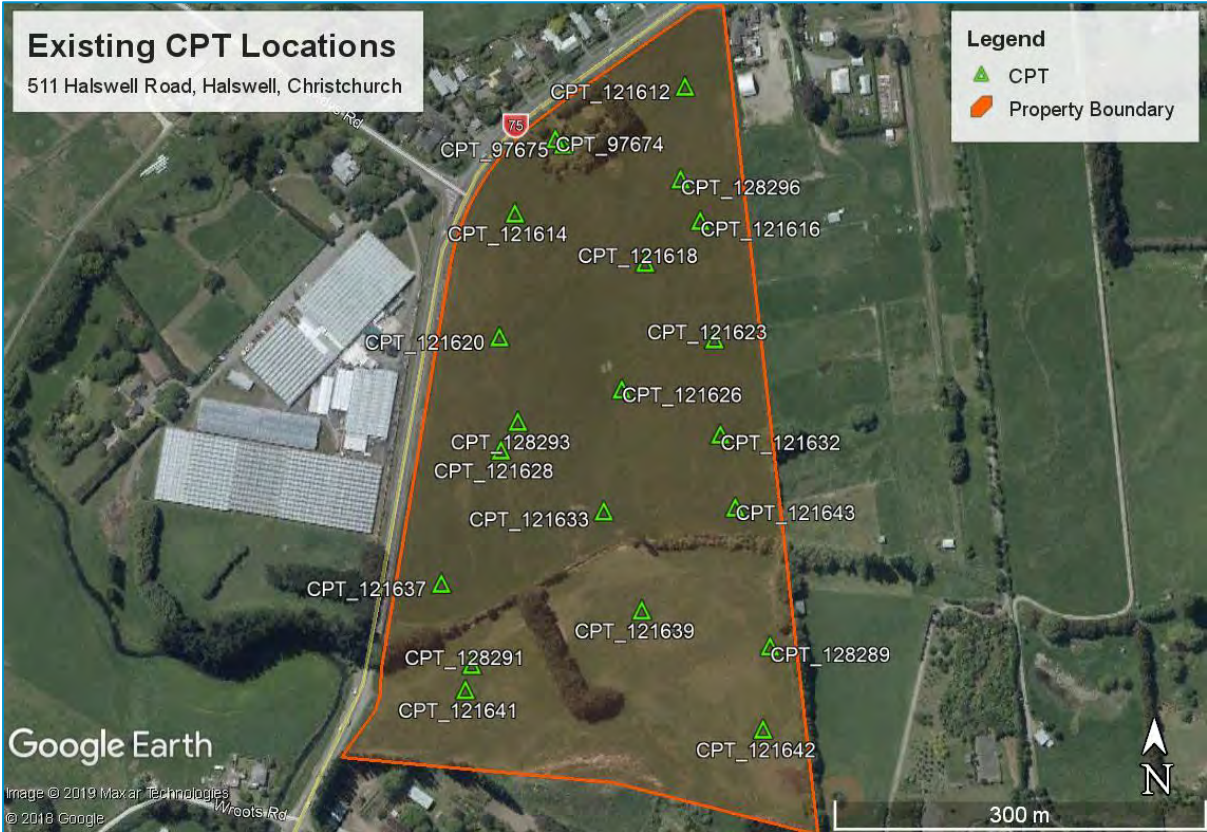 Existing CPT Locations
511 Halswell Road, Halswell, Christchurch
Legend
CPT
Property Boundary
Rd
75
CPT_121612
CPT_97675
CPT_97674
CPT_128296
CPT_121614
CPT_121616
CPT_121618
CPT_121620
CPT_121623
CPT_121626
CPT_128293
CPT_121632
CPT_121628
CPT_121633
CPT_121643
CPT_121637
CPT_121639
CPT_128291
CPT_128289
CPT_121641
CPT_121642
Google Earth
Image © 2019 Maxar Technologies
© 2018 Google
Wroots Rd
N
300 m